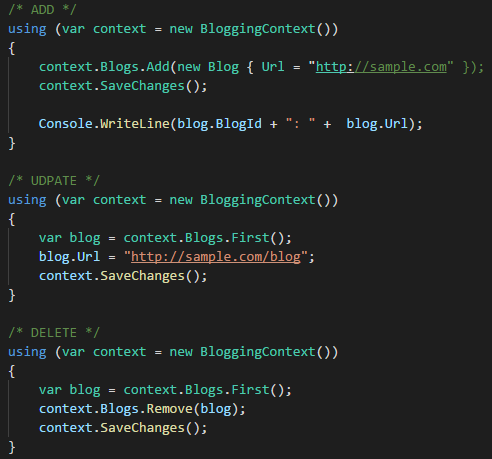 /* ADD */
using (var context = new BloggingContext())
{
    context.Blogs.Add(new Blog { Url = "http://sample.com" });
    context.SaveChanges();

    Console.WriteLine(blog.BlogId + ": " +  blog.Url);
}

/* UDPATE */
using (var context = new BloggingContext())
{
    var blog = context.Blogs.First();
    blog.Url = "http://sample.com/blog";
    context.SaveChanges();
}

/* DELETE */
using (var context = new BloggingContext())
{
    var blog = context.Blogs.First();
    context.Blogs.Remove(blog);
    context.SaveChanges();
}